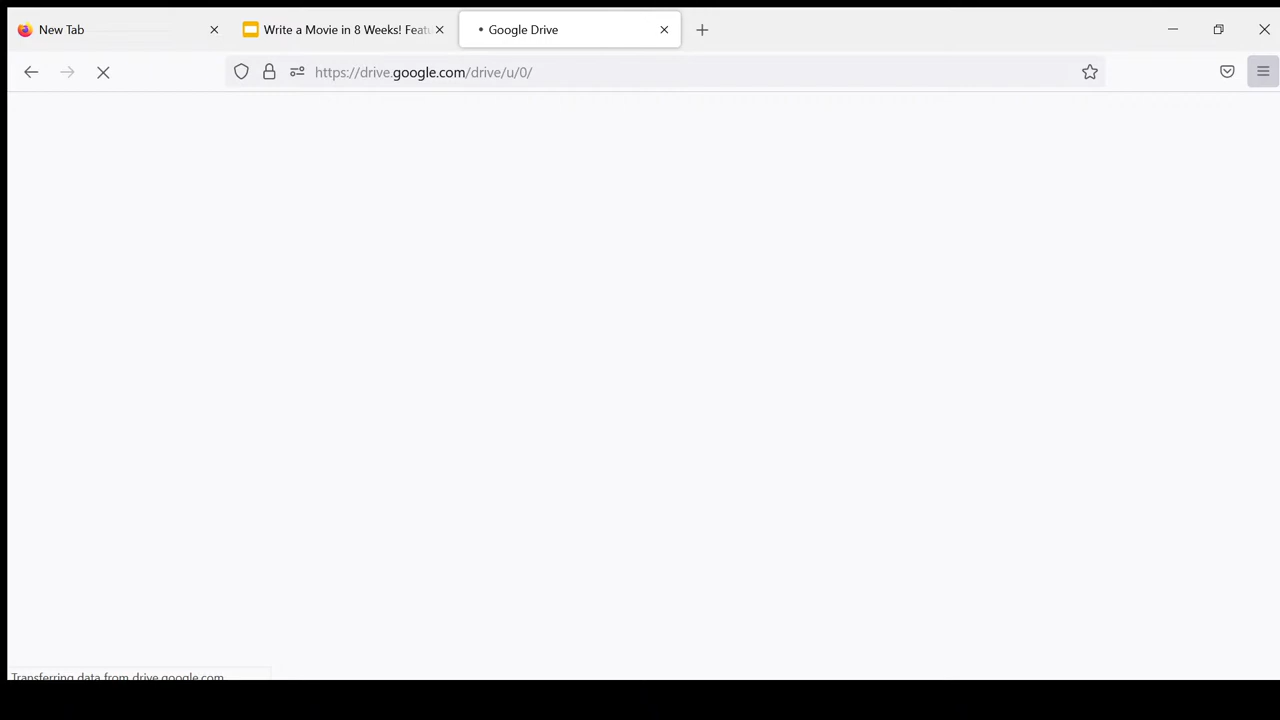 New Tab
Write a Movie in 8 Weeks! Featu
Google Drive
https://drive.google.com/drive/u/0/
Transferring data from drive.google.com